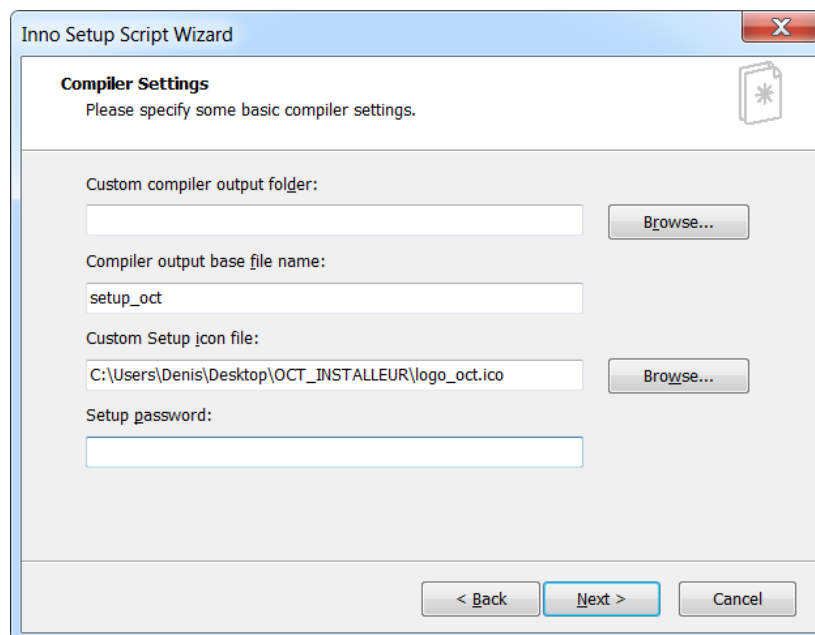 Inno Setup Script Wizard
Compiler Settings
Please specify some basic compiler settings.
Custom compiler output folder:
Browse...
Compiler output base file name:
setup_oct
Custom Setup icon file:
C:\Users\Denis\Desktop\OCT_INSTALLEUR\logo_oct.ico
Browse...
Setup password:
< Back
Next >
Cancel